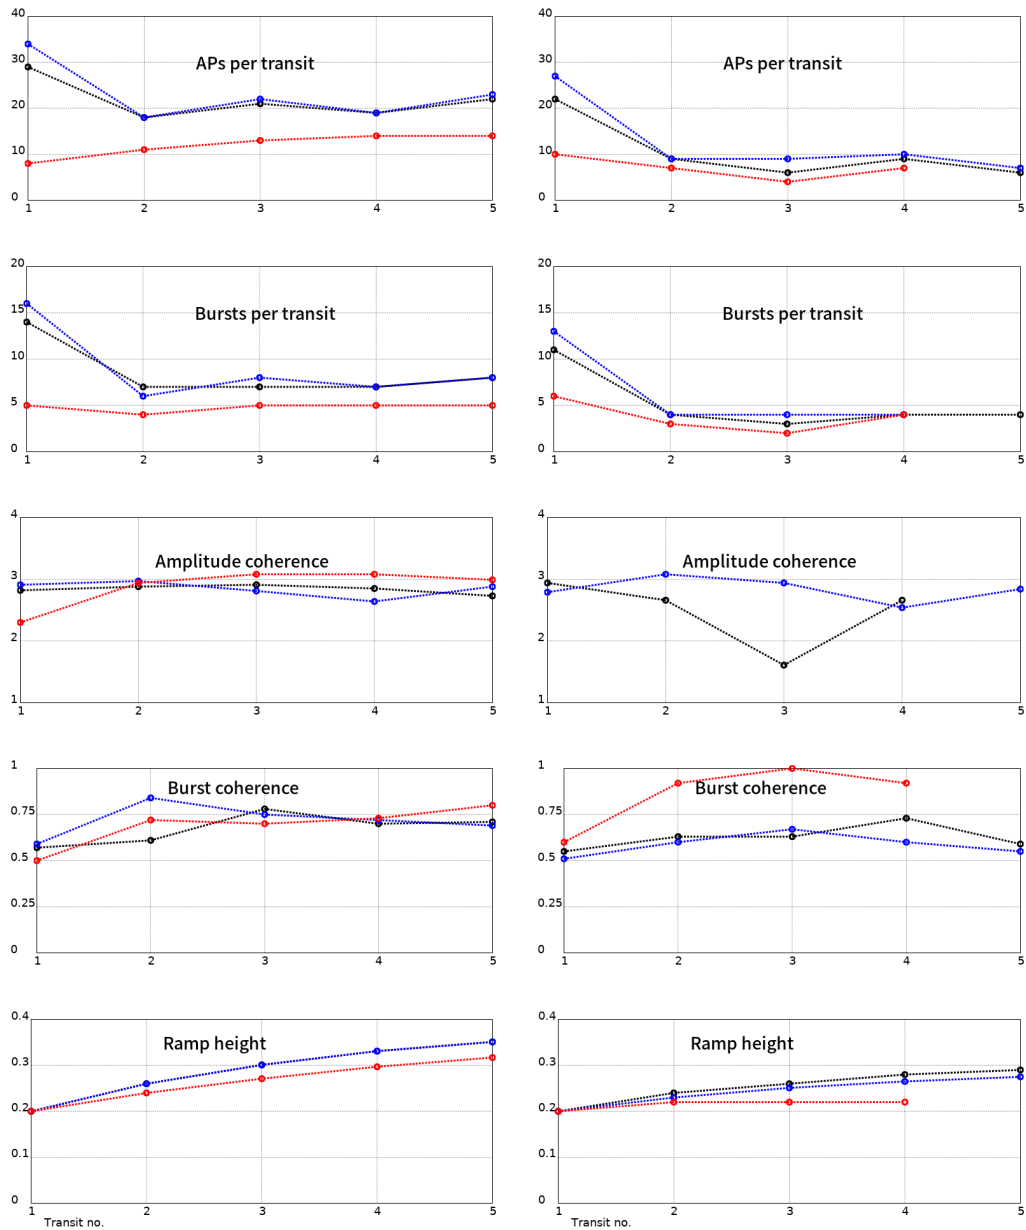 40
30
20
10
0
APs per transit
1 2 3 4 5
40
30
20
10
0
APs per transit
1 2 3 4 5
20
15
10
5
0
Bursts per transit
1 2 3 4 5
20
15
10
5
0
Bursts per transit
1 2 3 4 5
4
3
2
1
Amplitude coherence
1 2 3 4 5
4
3
2
1
Amplitude coherence
1 2 3 4 5
1
0.75
0.5
0.25
0
Burst coherence
1 2 3 4 5
1
0.75
0.5
0.25
0
Burst coherence
1 2 3 4 5
0.4
0.3
0.2
0.1
0
Ramp height
1 2 3 4 5
Transit no.
0.4
0.3
0.2
0.1
0
Ramp height
1 2 3 4 5
Transit no.